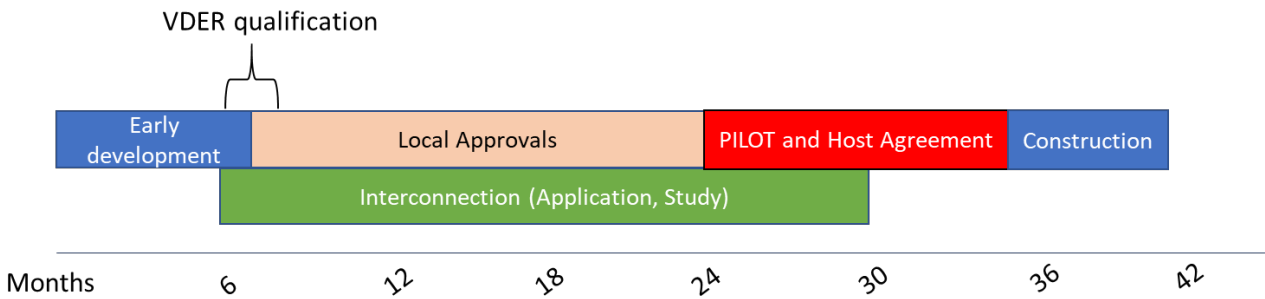 VDER qualification
Early
development
Local Approvals
PILOT and Host Agreement
Construction
Interconnection (Application, Study)
Months
6
12
18
24
30
36
42